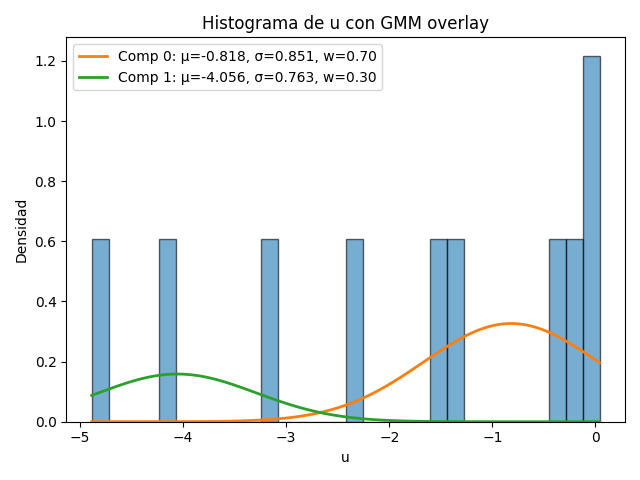 Histograma de u con GMM overlay
Comp 0: μ=-0.818, σ=0.851, w=0.70
Comp 1: μ=-4.056, σ=0.763, w=0.30
Densidad
1.2
1.0
0.8
0.6
0.4
0.2
0.0
−5 −4 −3 −2 −1 0
u